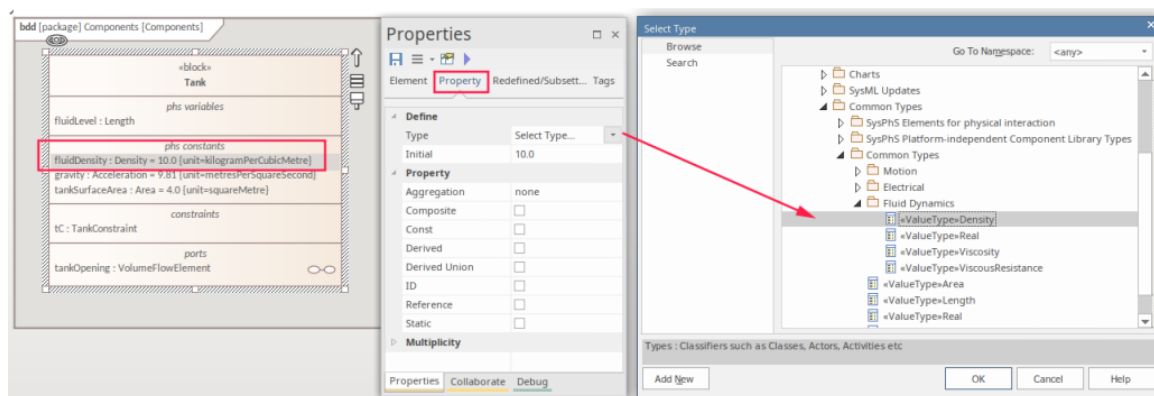 bdd [package] Components [Components]
«block»
Tank
phs variables
fluidLevel : Length
phs constants
fluidDensity : Density = 10.0 {unit=kilogramPerCubicMetre}
gravity : Acceleration = 9.81 {unit=metresPerSquareSecond}
tankSurfaceArea : Area = 4.0 {unit=squareMetre}
constraints
tC : TankConstraint
ports
tankOpening : VolumeFlowElement
Properties
Element Property Redefined/Subsett... Tags
Define
Type Select Type...
Initial 10.0
Property
Aggregation none
Composite
Const
Derived
Derived Union
ID
Reference
Static
Multiplicity
Properties Collaborate Debug
Select Type
Browse
Search
Go To Namespace: <any>
Charts
SysML Updates
Common Types
SysPhS Elements for physical interaction
SysPhS Platform-independent Component Library Types
Common Types
Motion
Electrical
Fluid Dynamics
«ValueType»Density
«ValueType»Real
«ValueType»Viscosity
«ValueType»ViscousResistance
«ValueType»Area
«ValueType»Length
«ValueType»Real
Types : Classifiers such as Classes, Actors, Activities etc
Add New OK Cancel Help